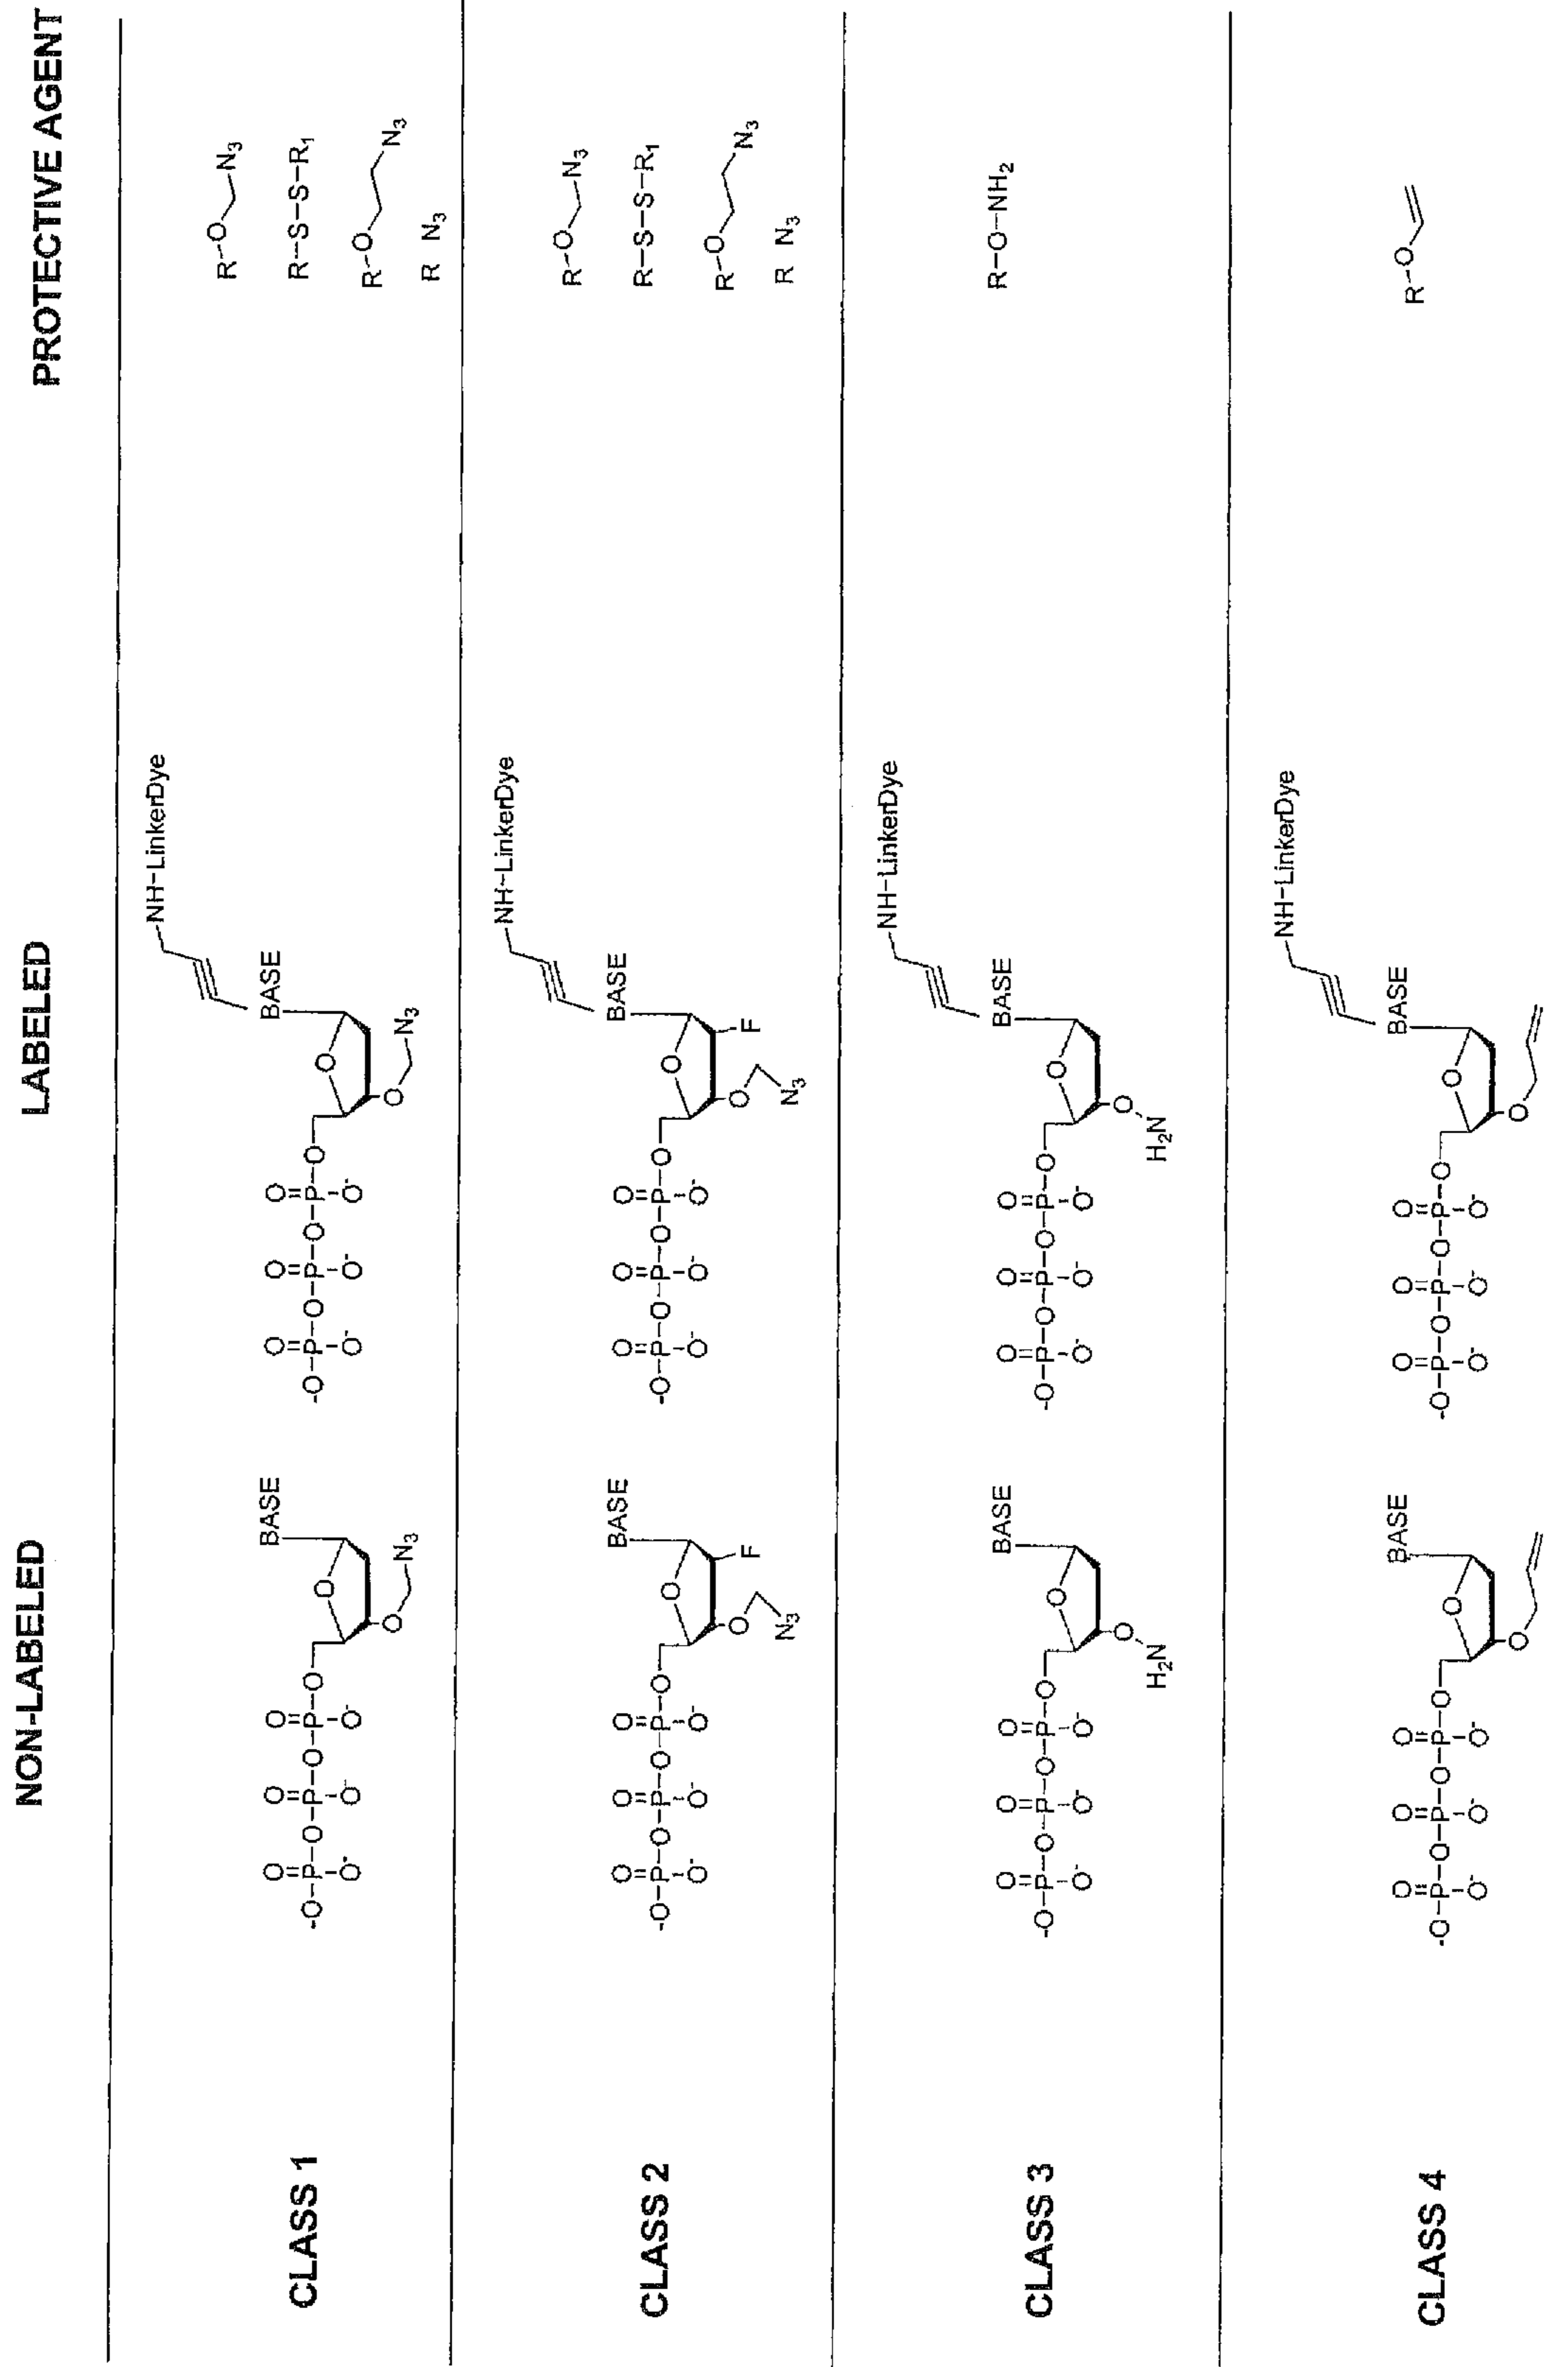 NON-LABELED LABELED PROTECTIVE AGENT
CLASS 1
-O-P-O-P-O-P-O
O O O
O- O- O-
O
BASE
O N3
-O-P-O-P-O-P-O
O O O
O- O- O-
O
BASE
NH-LinkerDye
O N3
R-O N3
R-S-S-R1
R-O N3
R N3
CLASS 2
-O-P-O-P-O-P-O
O O O
O- O- O-
O
BASE
F
O N3
-O-P-O-P-O-P-O
O O O
O- O- O-
O
BASE
NH-LinkerDye
F
O N3
R-O N3
R-S-S-R1
R-O N3
R N3
CLASS 3
-O-P-O-P-O-P-O
O O O
O- O- O-
O
BASE
O
H2N
-O-P-O-P-O-P-O
O O O
O- O- O-
O
BASE
NH-LinkerDye
O
H2N
R-O-NH2
CLASS 4
-O-P-O-P-O-P-O
O O O
O- O- O-
O
BASE
O
-O-P-O-P-O-P-O
O O O
O- O- O-
O
BASE
NH-LinkerDye
O
R-O